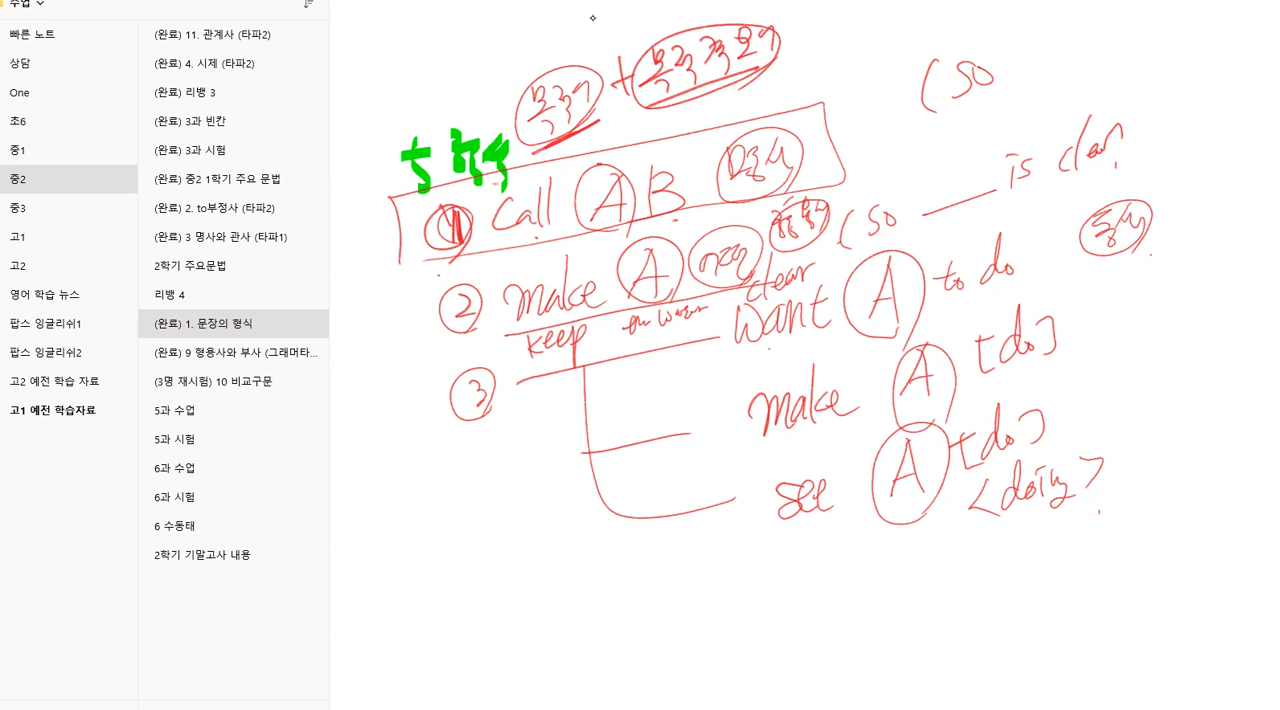 수업
빠른 노트
상담
One
초6
중1
중2
중3
고1
고2
영어 학습 뉴스
팝스 잉글리쉬1
팝스 잉글리쉬2
고2 예전 학습 자료
고1 예전 학습자료
(완료) 11. 관계사 (타파2)
(완료) 4. 시제 (타파2)
(완료) 리뱅 3
(완료) 3과 빈칸
(완료) 3과 시험
(완료) 중2 1학기 주요 문법
(완료) 2. to부정사 (타파2)
(완료) 3 명사와 관사 (타파1)
2학기 주요문법
리뱅 4
(완료) 1. 문장의 형식
(완료) 9 형용사와 부사 (그래머타...
(3명 재시험) 10 비교구문
5과 수업
5과 시험
6과 수업
6과 시험
6 수동태
2학기 기말고사 내용
목적어 + 목적격 보어
(so
5형식
① Call A B 명사
(so ___ is clear
② make A 형용사
clear
동사
keep the water
③ want A to do
make A [do]
see A [do]
<doing>